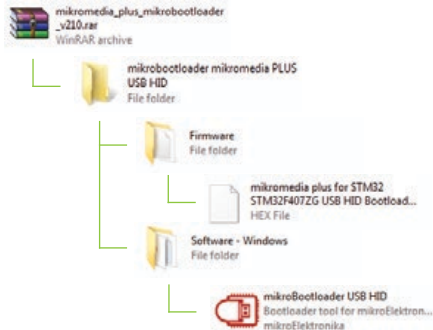 mikromedia_plus_mikrobootloader
_v210.rar
WinRAR archive
mikrobootloader mikromedia PLUS
USB HID
File folder
Firmware
File folder
mikromedia plus for STM32
STM32F407ZG USB HID Bootload...
HEX File
Software - Windows
File folder
mikroBootloader USB HID
Bootloader tool for mikroElektron...
mikroElektronika